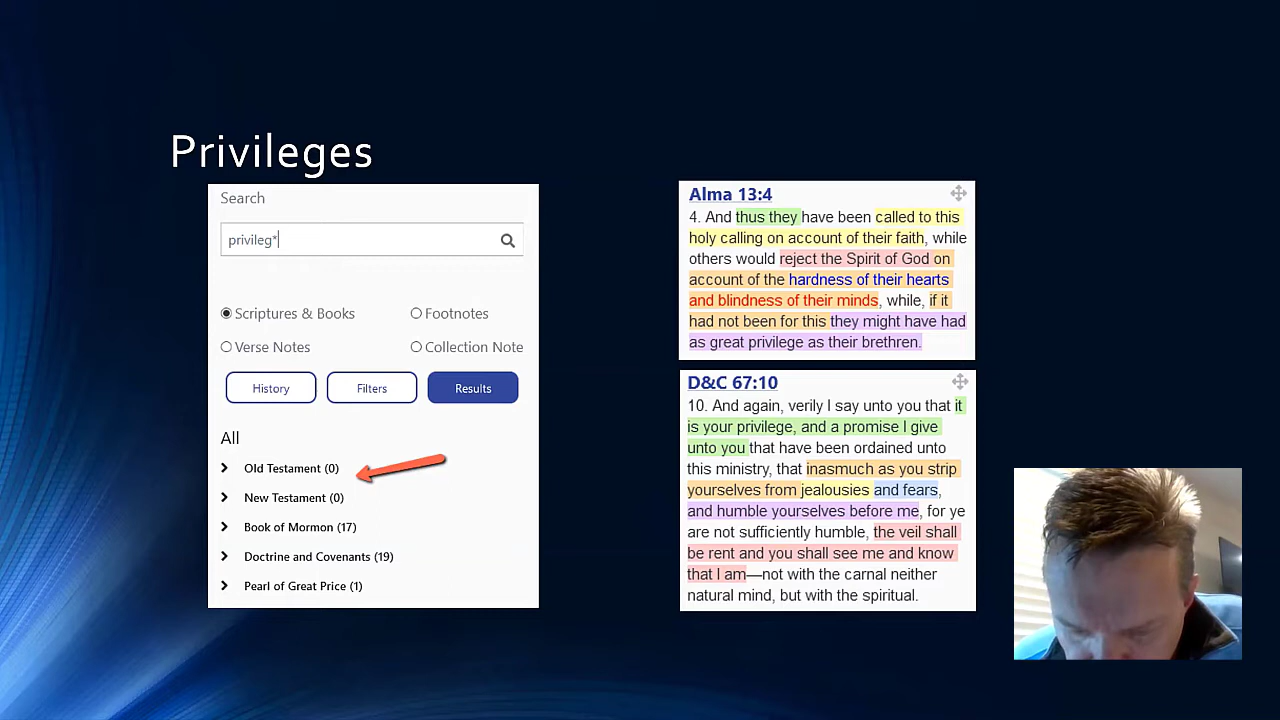 Privileges
Search
privileg*
Scriptures & Books
Footnotes
Verse Notes
Collection Note
History
Filters
Results
All
Old Testament (0)
New Testament (0)
Book of Mormon (17)
Doctrine and Covenants (19)
Pearl of Great Price (1)
Alma 13:4
4. And thus they have been called to this
holy calling on account of their faith, while
others would reject the Spirit of God on
account of the hardness of their hearts
and blindness of their minds, while, if it
had not been for this they might have had
as great privilege as their brethren.
D&C 67:10
10. And again, verily I say unto you that it
is your privilege, and a promise I give
unto you that have been ordained unto
this ministry, that inasmuch as you strip
yourselves from jealousies and fears,
and humble yourselves before me, for ye
are not sufficiently humble, the veil shall
be rent and you shall see me and know
that I am—not with the carnal neither
natural mind, but with the spiritual.